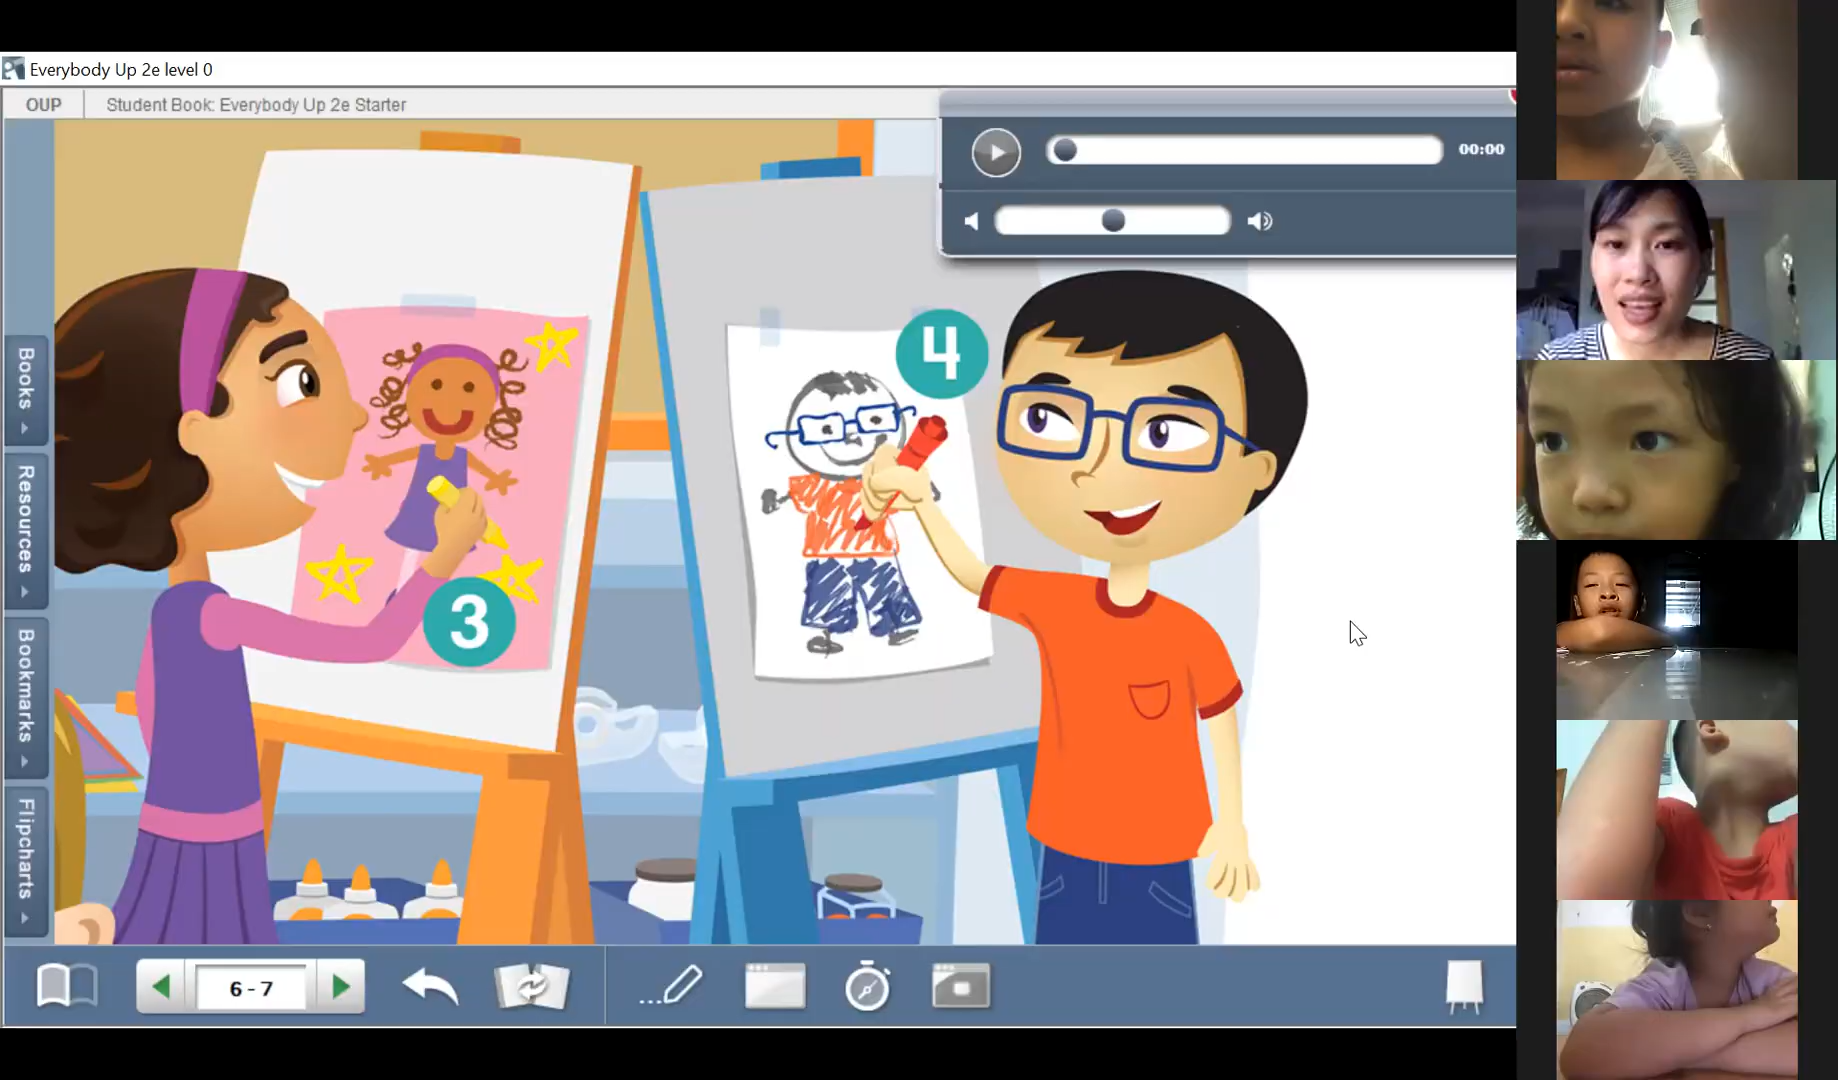 Everybody Up 2e level 0
OUP
Student Book: Everybody Up 2e Starter
00:00
4
3
Books
Resources
Bookmarks
Flipcharts
6 - 7